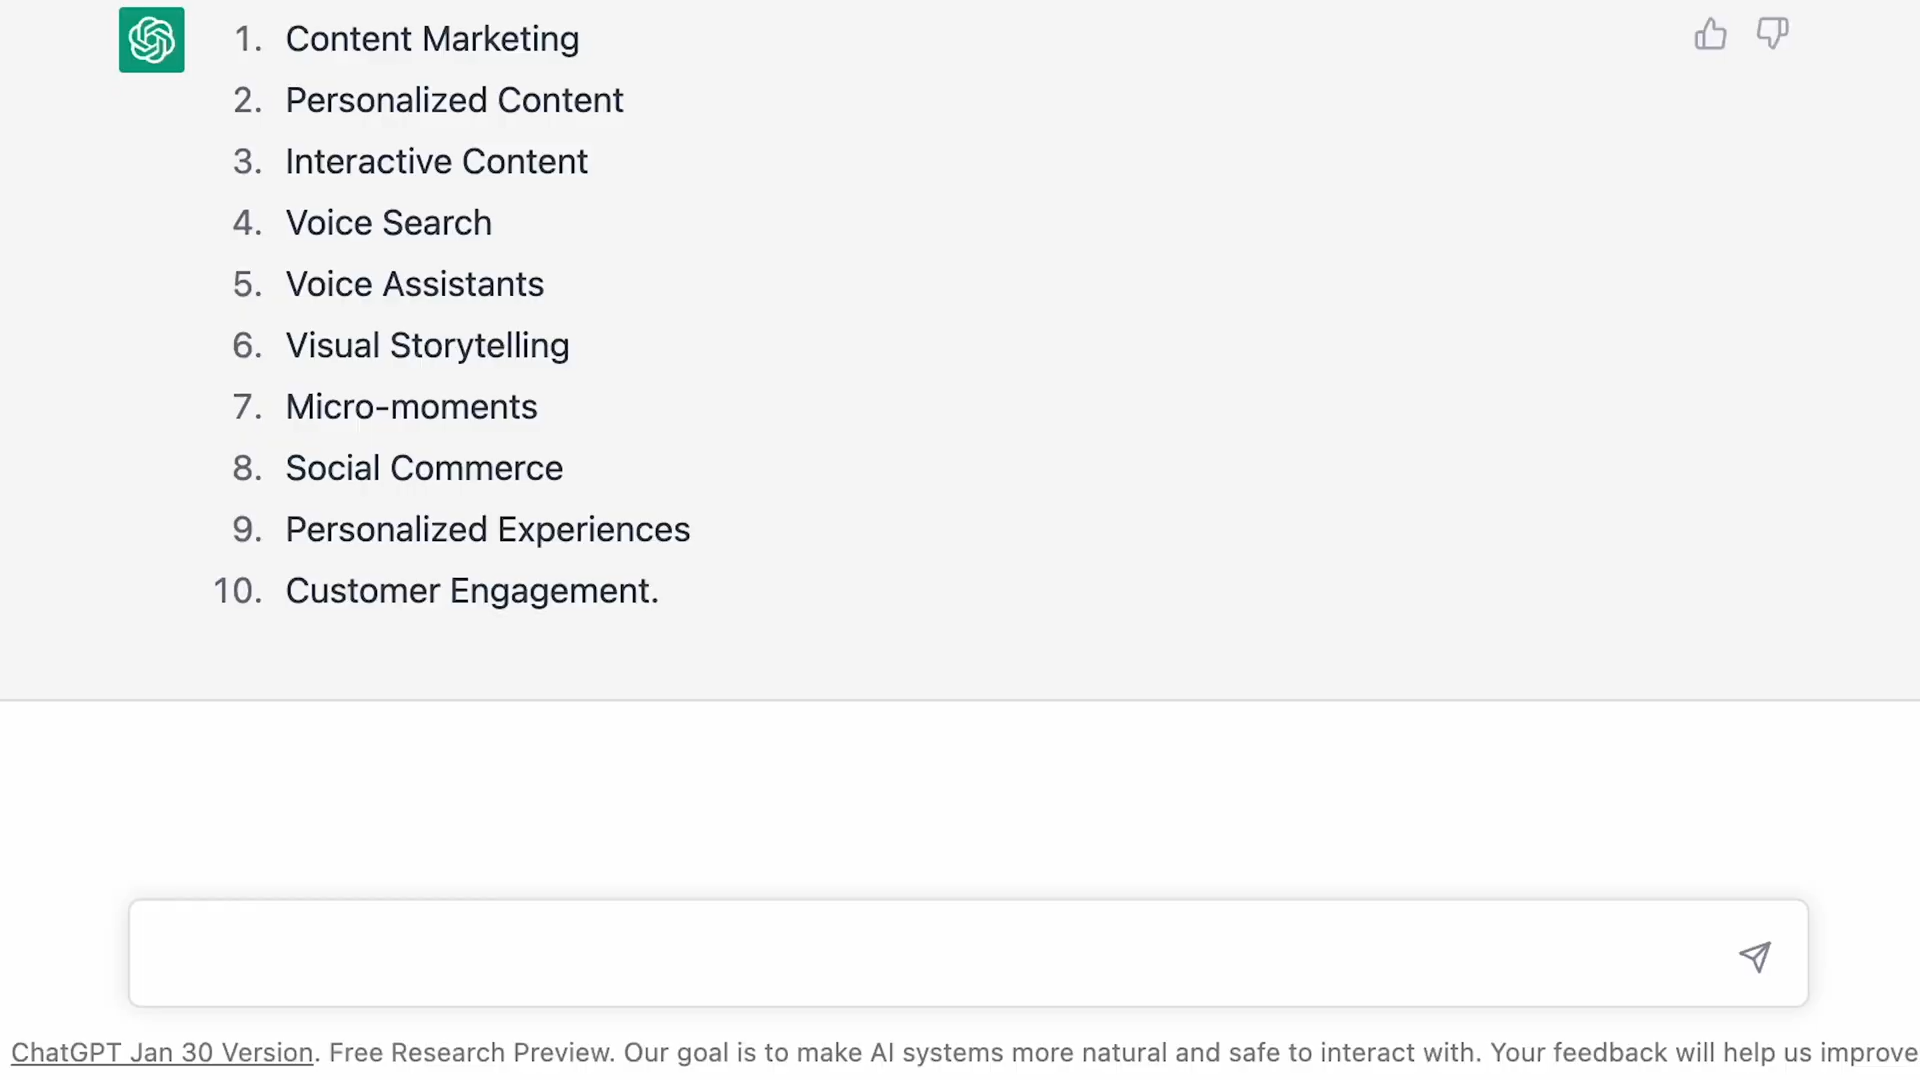 1. Content Marketing
2. Personalized Content
3. Interactive Content
4. Voice Search
5. Voice Assistants
6. Visual Storytelling
7. Micro-moments
8. Social Commerce
9. Personalized Experiences
10. Customer Engagement.
ChatGPT Jan 30 Version. Free Research Preview. Our goal is to make AI systems more natural and safe to interact with. Your feedback will help us improve